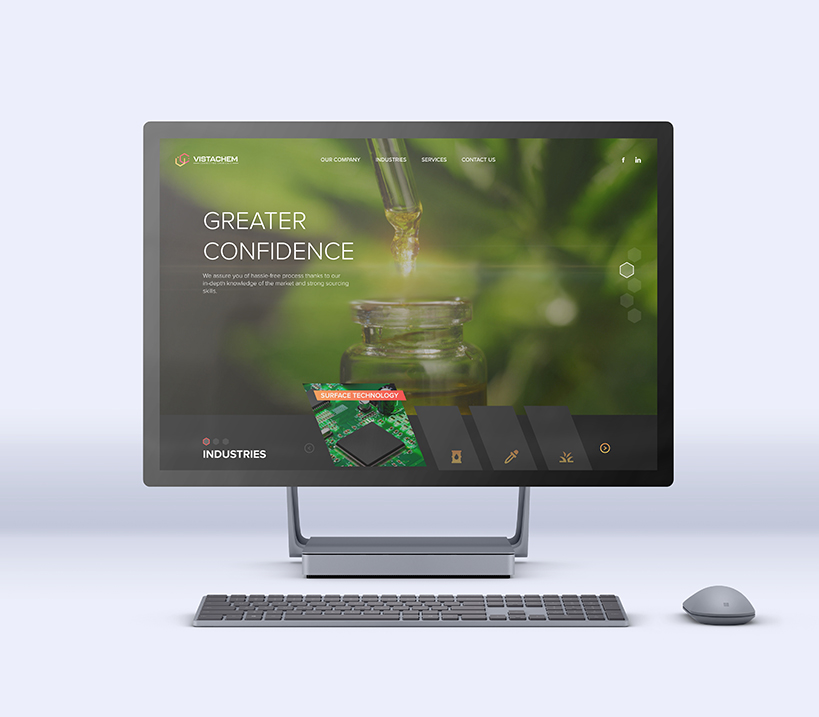 VISTACHEM
OUR COMPANY INDUSTRIES SERVICES CONTACT US
f in
GREATER
CONFIDENCE
We assure you of hassle-free process thanks to our
in-depth knowledge of the market and strong sourcing
skills.
SURFACE TECHNOLOGY
INDUSTRIES